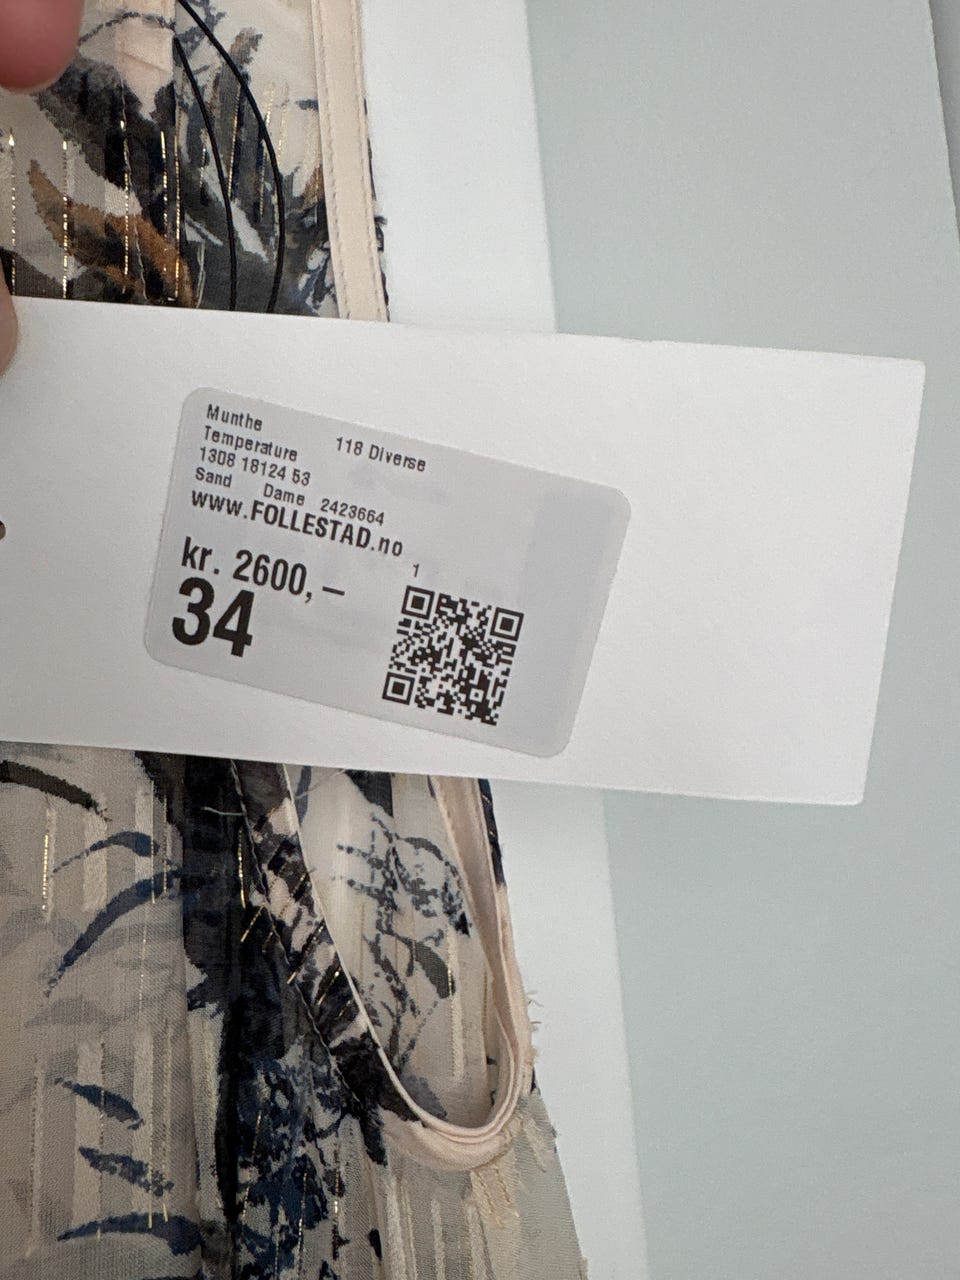 Munthe
Temperature 118 Diverse
1308 18124 53
Sand Dame 2423664
www.FOLLESTAD.no
kr. 2600,– 1
34